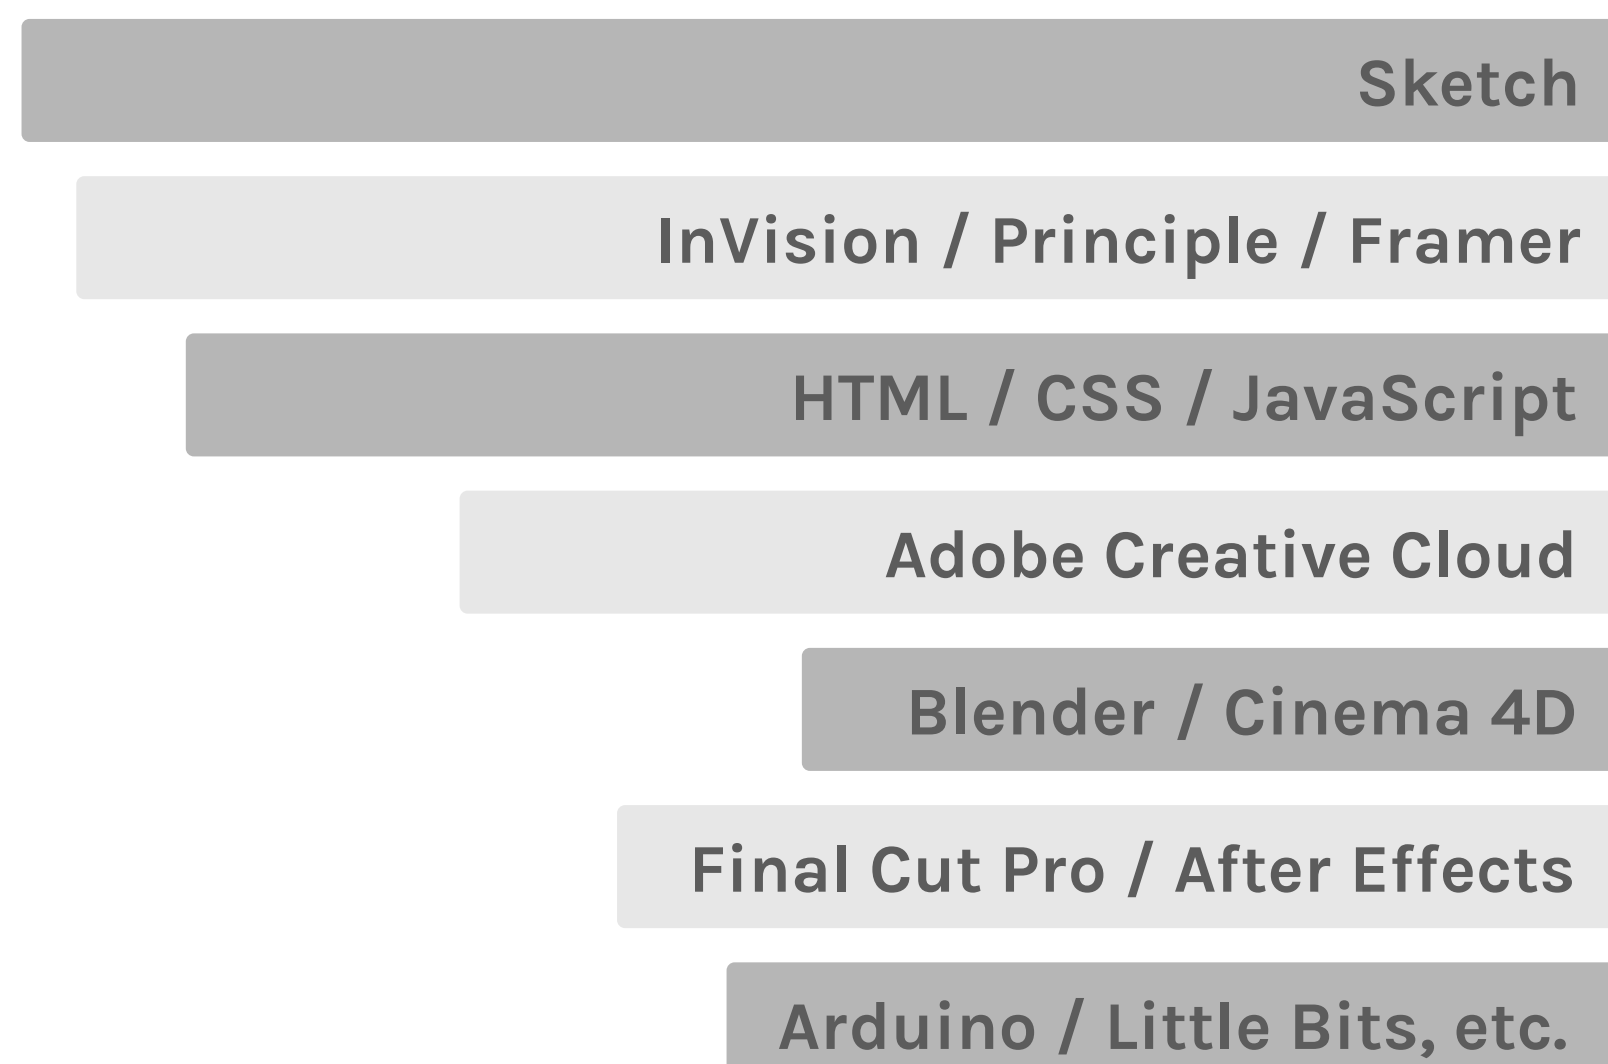 Sketch
InVision / Principle / Framer
HTML / CSS / JavaScript
Adobe Creative Cloud
Blender / Cinema 4D
Final Cut Pro / After Effects
Arduino / Little Bits, etc.